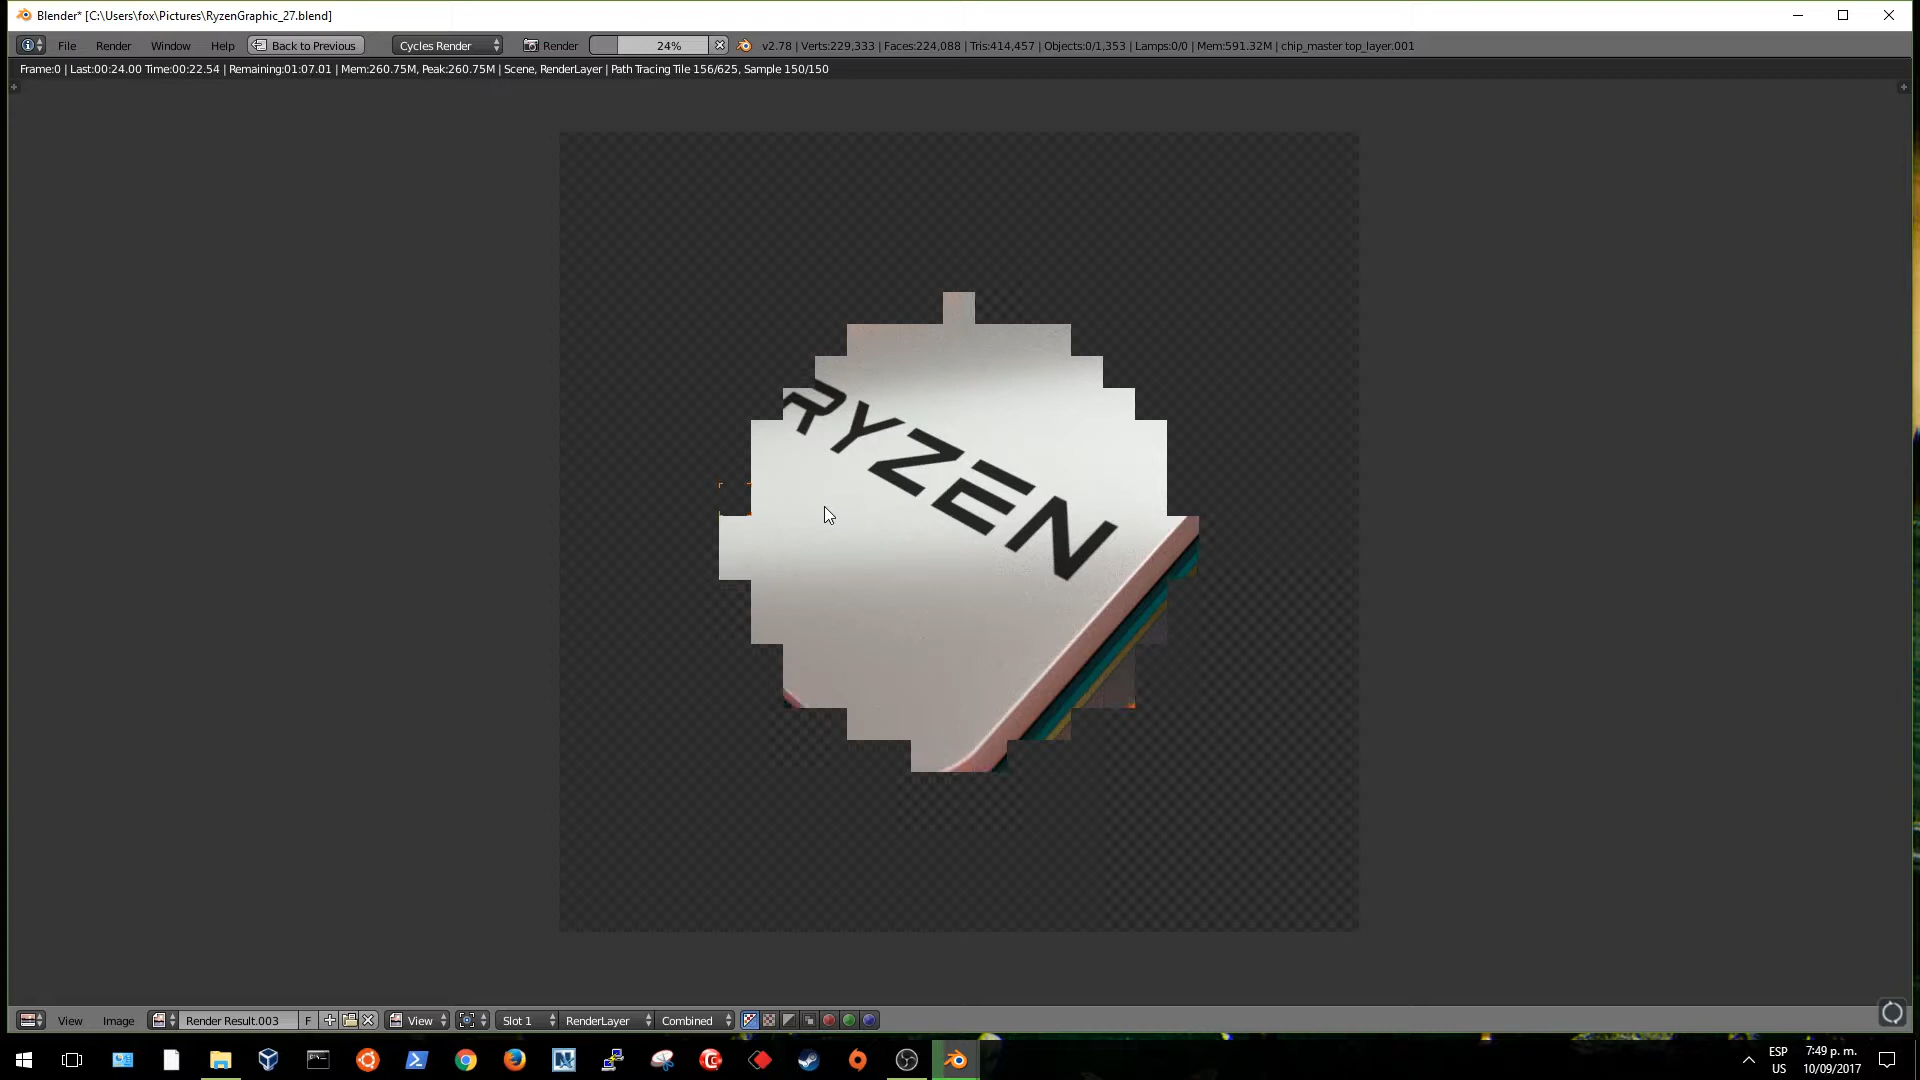 Blender* [C:\Users\fox\Pictures\RyzenGraphic_27.blend]
File Render Window Help Back to Previous Cycles Render Render 24% v2.78 | Verts:229,333 | Faces:224,088 | Tris:414,457 | Objects:0/1,353 | Lamps:0/0 | Mem:591.32M | chip_master top_layer.001
Frame:0 | Last:00:24.00 Time:00:22.54 | Remaining:01:07.01 | Mem:260.75M, Peak:260.75M | Scene, RenderLayer | Path Tracing Tile 156/625, Sample 150/150
RYZEN
View Image Render Result.003 F View Slot 1 RenderLayer Combined
ESP 7:49 p. m.
US 10/09/2017